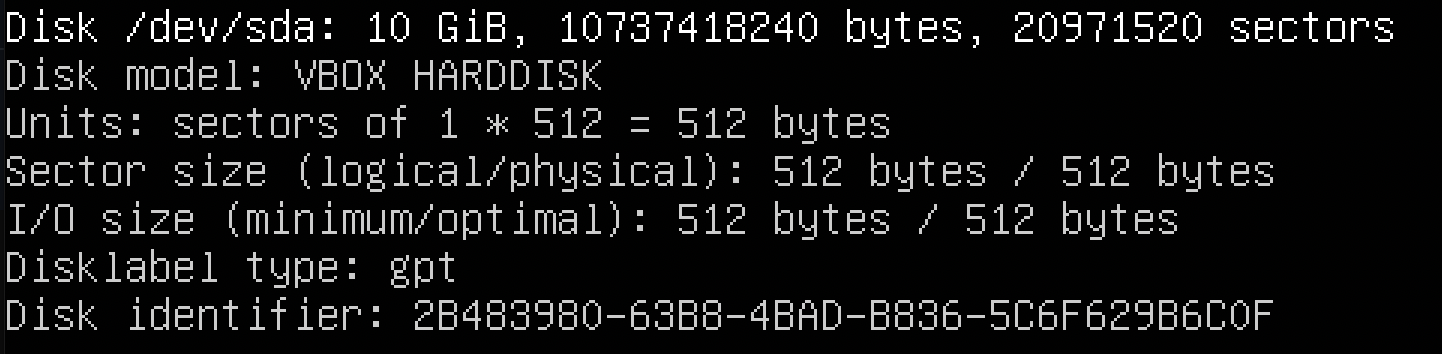 Disk /dev/sda: 10 GiB, 10737418240 bytes, 20971520 sectors
Disk model: VBOX HARDDISK
Units: sectors of 1 * 512 = 512 bytes
Sector size (logical/physical): 512 bytes / 512 bytes
I/O size (minimum/optimal): 512 bytes / 512 bytes
Disklabel type: gpt
Disk identifier: 2B483980-63B8-4BAD-B836-5C6F629B6C0F